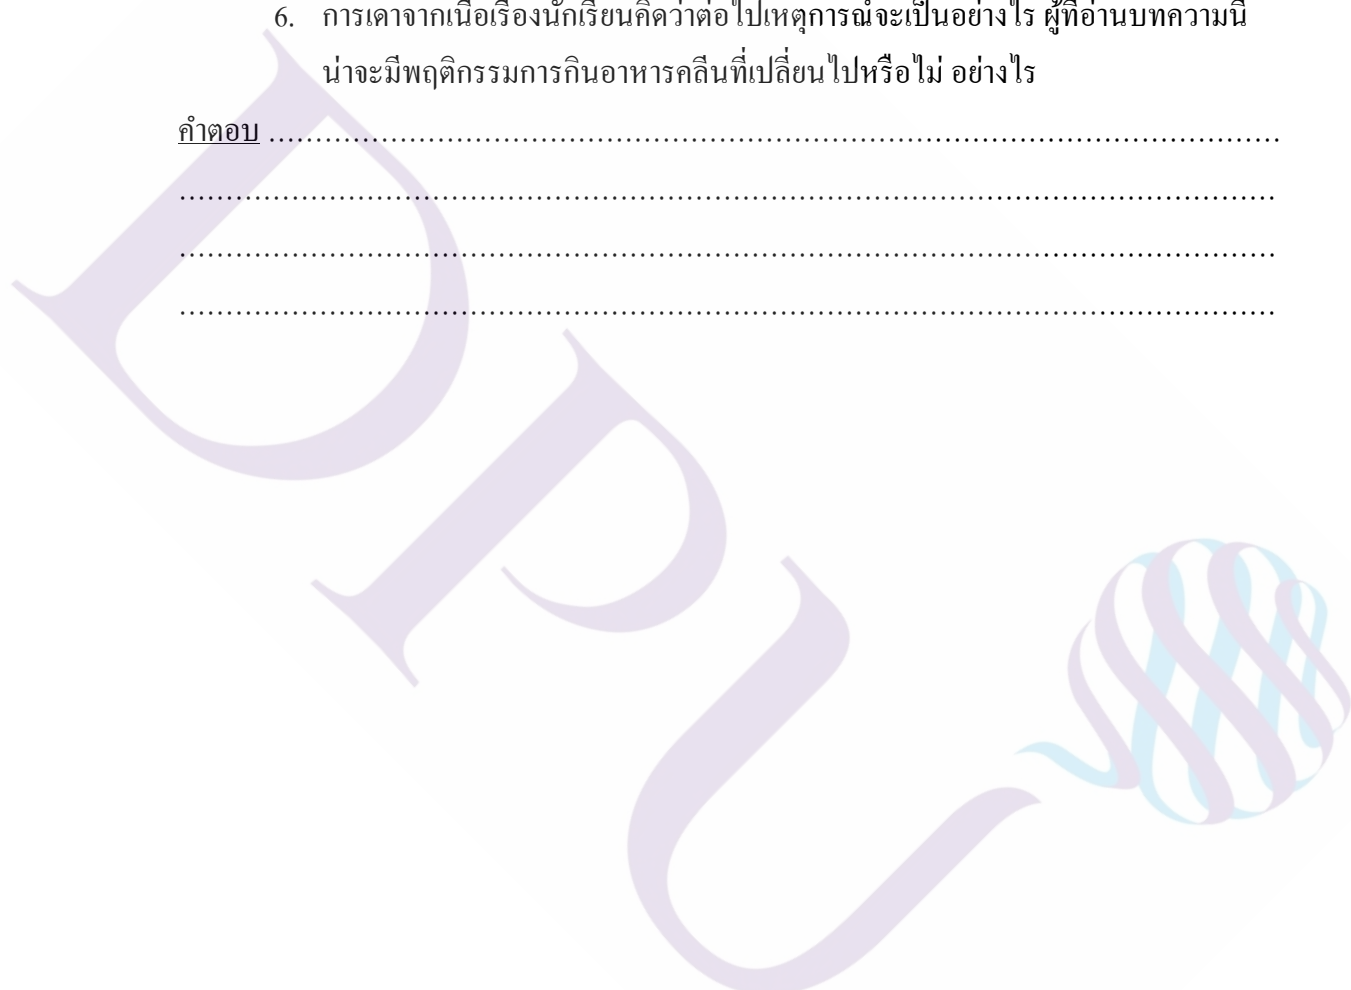 6. การเดาจากเนื้อเรื่องนักเรียนคิดว่าต่อไปเหตุการณ์จะเป็นอย่างไร ผู้ที่อ่านบทความนี้
น่าจะมีพฤติกรรมการกินอาหารคลีนที่เปลี่ยนไปหรือไม่ อย่างไร
คำตอบ ........................................................................................................................
........................................................................................................................
........................................................................................................................
........................................................................................................................
DPU